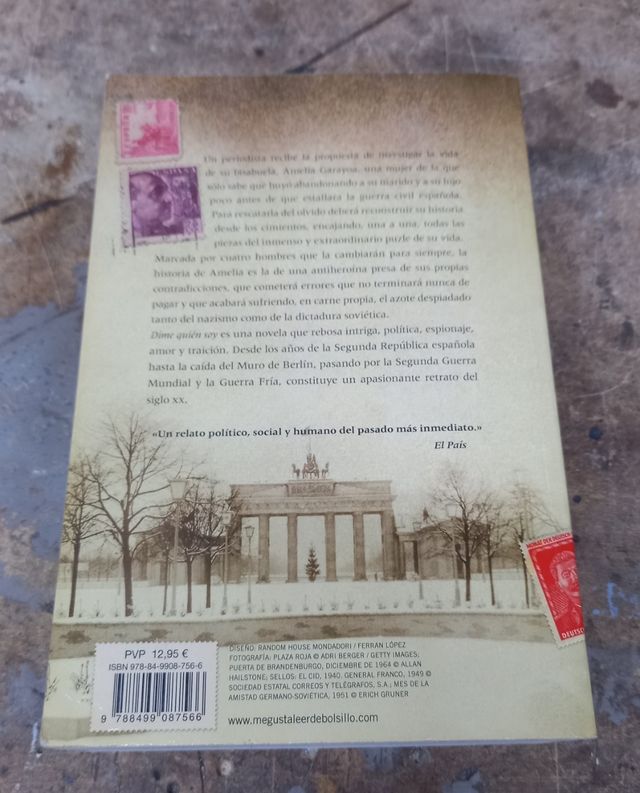 Un periodista recibe la propuesta de investigar la vida
de su bisabuela, Amelia Garayoa, una mujer de la que
sólo sabe que huyó abandonando a su marido y a su hijo
poco antes de que estallara la guerra civil española.
Para rescatarla del olvido deberá reconstruir su historia
desde los cimientos, encajando, una a una, todas las
piezas del inmenso y extraordinario puzle de su vida.
Marcada por cuatro hombres que la cambiarán para siempre, la
historia de Amelia es la de una antiheroína presa de sus propias
contradicciones, que cometerá errores que no terminará nunca de
pagar y que acabará sufriendo, en carne propia, el azote despiadado
tanto del nazismo como de la dictadura soviética.
Dime quién soy es una novela que rebosa intriga, política, espionaje,
amor y traición. Desde los años de la Segunda República española
hasta la caída del Muro de Berlín, pasando por la Segunda Guerra
Mundial y la Guerra Fría, constituye un apasionante retrato del
siglo XX.
«Un relato político, social y humano del pasado más inmediato.»
El País
DEUTSC
PVP 12,95 €
ISBN 978-84-9908-756-6
9 788499 087566
DISEÑO: RANDOM HOUSE MONDADORI / FERRAN LÓPEZ
FOTOGRAFÍA: PLAZA ROJA © ADRI BERGER / GETTY IMAGES;
PUERTA DE BRANDENBURGO, DICIEMBRE DE 1964 © ALLAN
HAILSTONE; SELLOS: EL CID, 1940. GENERAL FRANCO, 1949 ©
SOCIEDAD ESTATAL CORREOS Y TELÉGRAFOS, S.A.; MES DE LA
AMISTAD GERMANO-SOVIÉTICA, 1951 © ERICH GRUNER
www.megustaleerdebolsillo.com